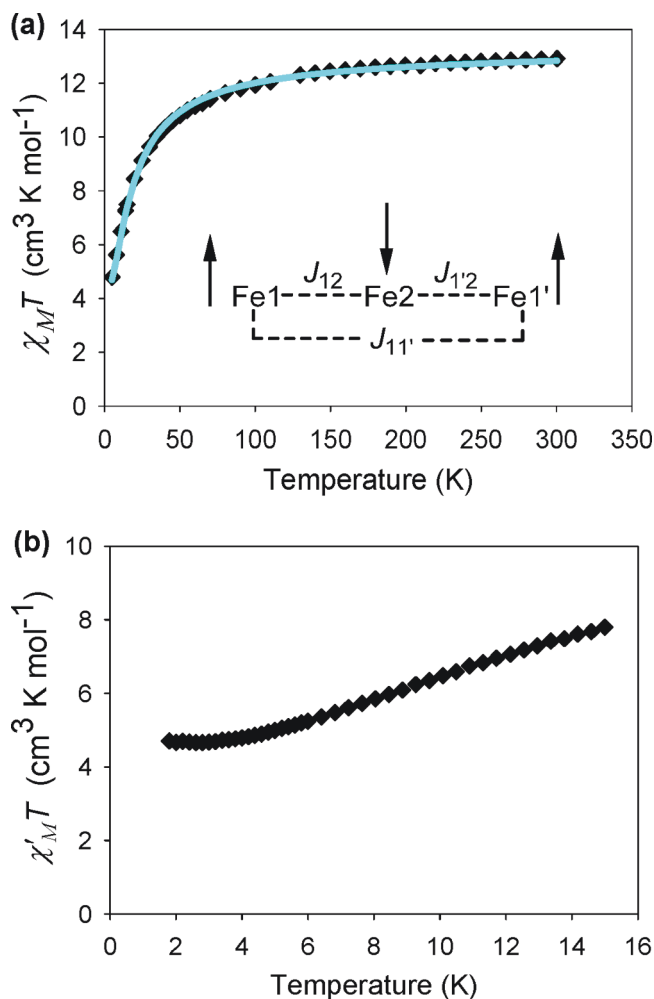 (a)
14
12
10
8
6
4
2
0
χMT (cm³ K mol⁻¹)
J12 J1'2
Fe1 Fe2 Fe1'
J11'
0 50 100 150 200 250 300 350
Temperature (K)
(b)
10
8
6
4
2
0
χ'MT (cm³ K mol⁻¹)
0 2 4 6 8 10 12 14 16
Temperature (K)